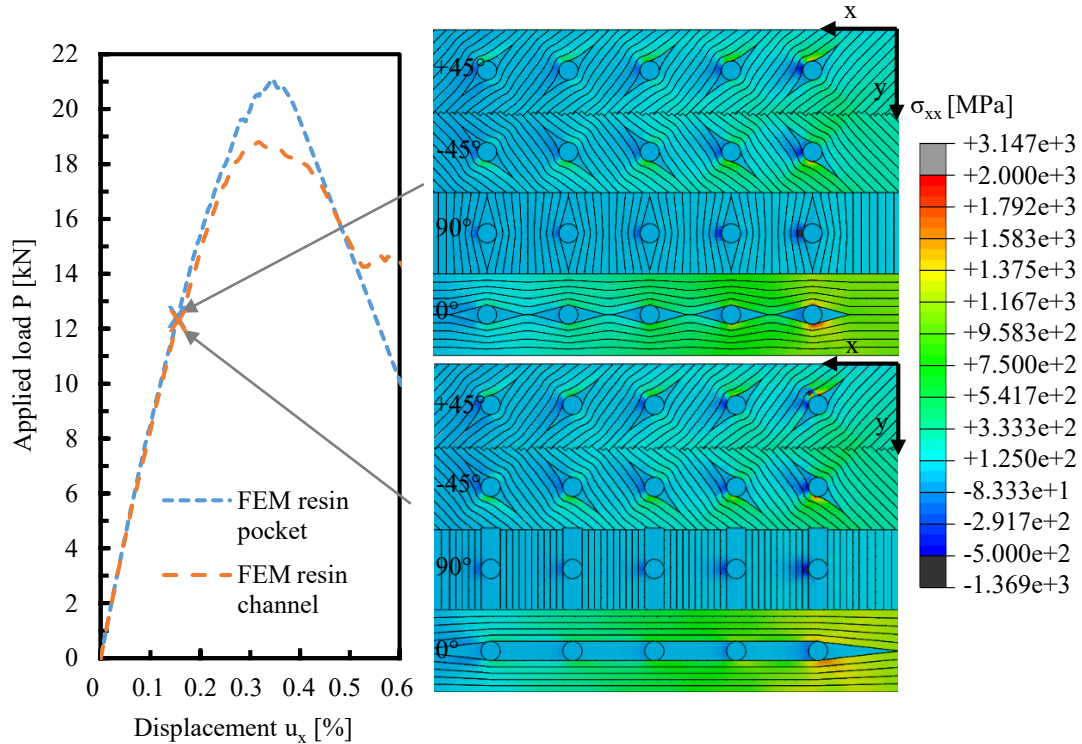 Applied load P [kN]
22
20
18
16
14
12
10
8
6
4
2
0
0 0.1 0.2 0.3 0.4 0.5 0.6
Displacement uₓ [%]
FEM resin
pocket
FEM resin
channel
x
y
+45°
-45°
90°
0°
x
y
+45°
-45°
90°
0°
σₓₓ [MPa]
+3.147e+3
+2.000e+3
+1.792e+3
+1.583e+3
+1.375e+3
+1.167e+3
+9.583e+2
+7.500e+2
+5.417e+2
+3.333e+2
+1.250e+2
-8.333e+1
-2.917e+2
-5.000e+2
-1.369e+3